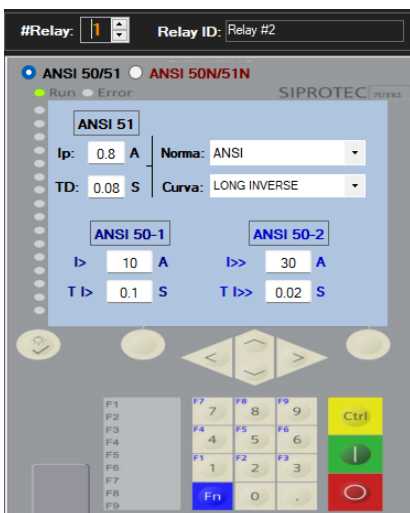 #Relay: 1 Relay ID: Relay #2
ANSI 50/51 ANSI 50N/51N
Run Error SIPROTEC 7UT82
ANSI 51
Ip: 0.8 A Norma: ANSI
TD: 0.08 S Curva: LONG INVERSE
ANSI 50-1 ANSI 50-2
I> 10 A I>> 30 A
T I> 0.1 S T I>> 0.02 S
F1
F2
F3
F4
F5
F6
F7
F8
F9
F7 7 F8 8 F9 9 Ctrl
F4 4 F5 5 F6 6
F1 1 F2 2 F3 3
Fn 0 .